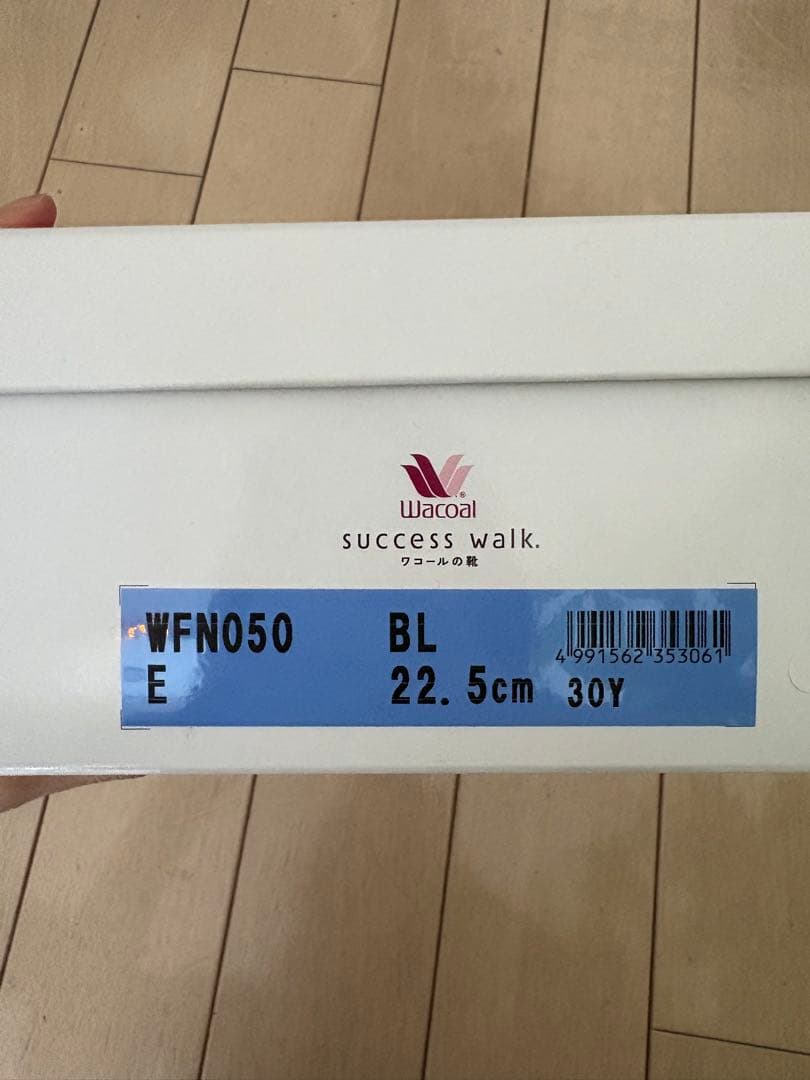 Wacoal®
success walk.
ワコールの靴
WFN050 BL
4991562353061
E 22.5cm 30Y